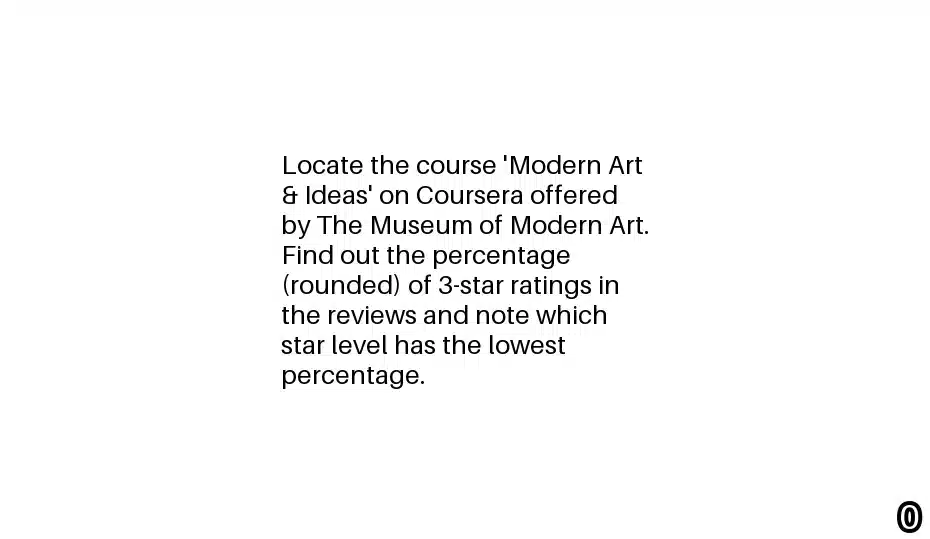 Locate the course 'Modern Art
& Ideas' on Coursera offered
by The Museum of Modern Art.
Find out the percentage
(rounded) of 3-star ratings in
the reviews and note which
star level has the lowest
percentage.
0